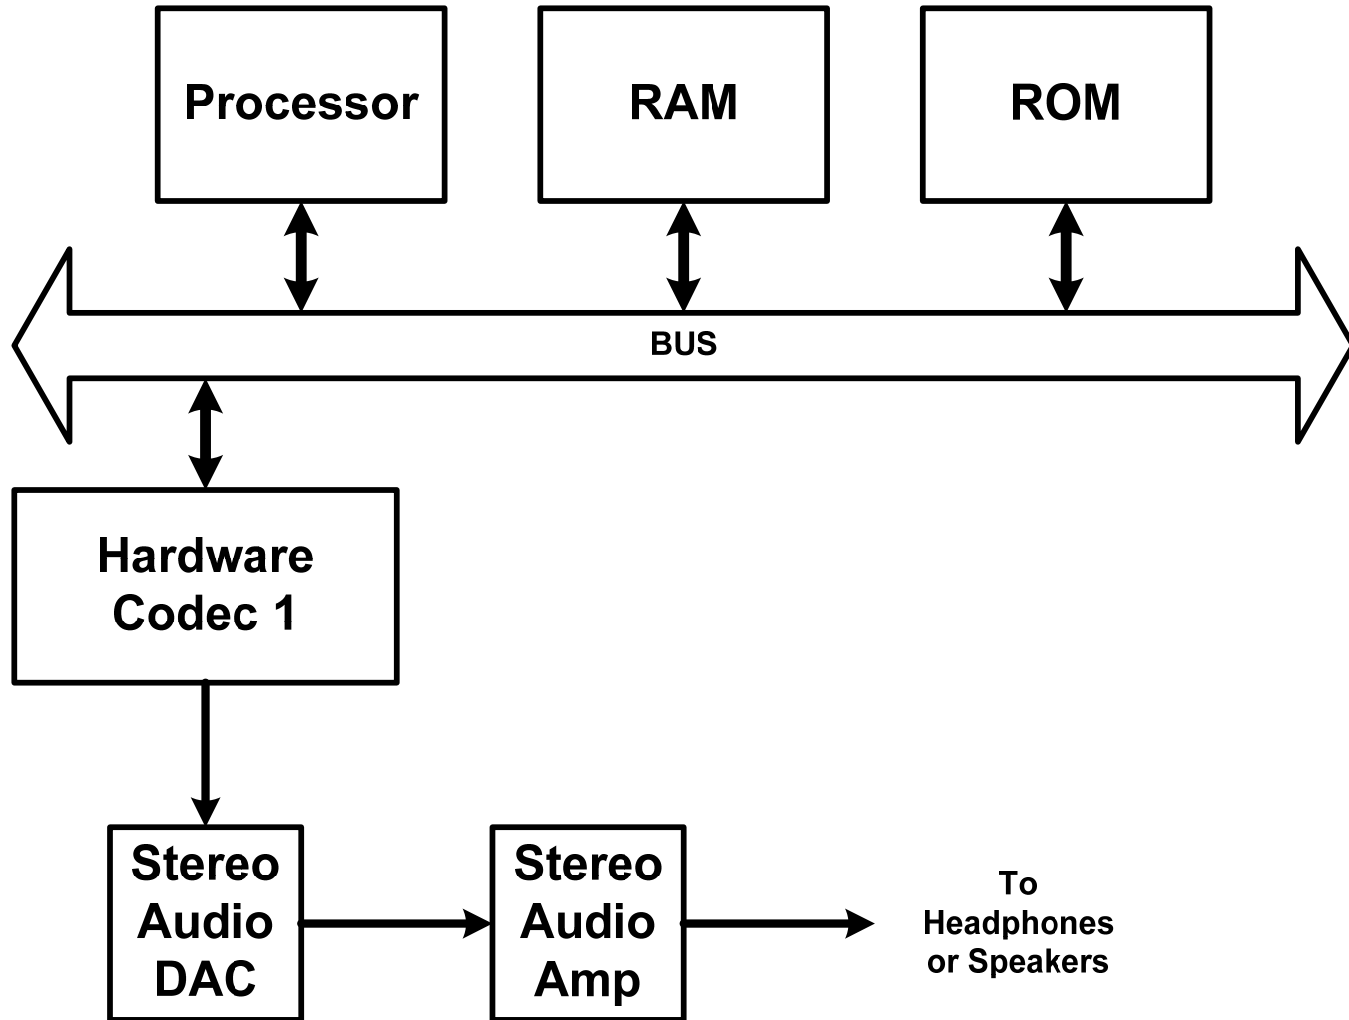 Processor
RAM
ROM
BUS
Hardware
Codec 1
Stereo
Audio
DAC
Stereo
Audio
Amp
To
Headphones
or Speakers